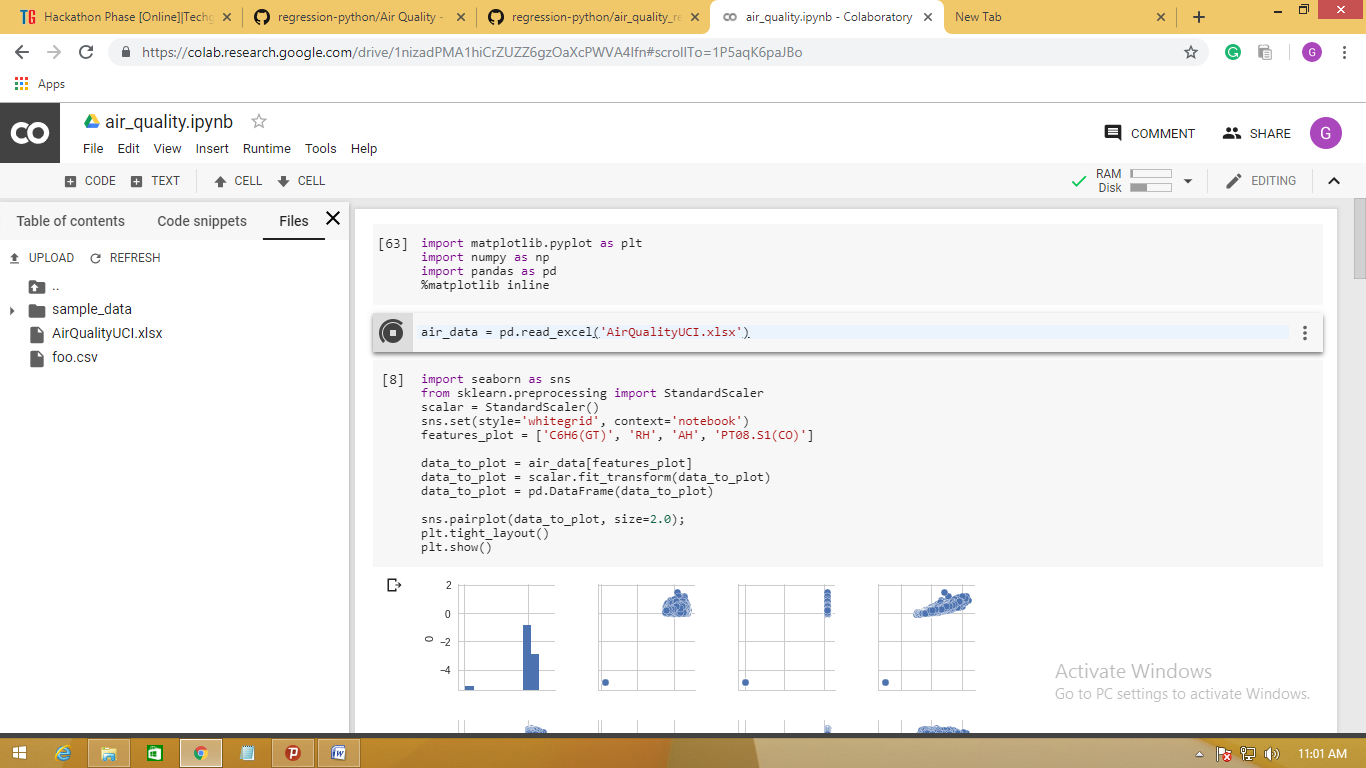 Hackathon Phase [Online]|Techg
regression-python/Air Quality -
regression-python/air_quality_re
air_quality.ipynb - Colaboratory
New Tab
https://colab.research.google.com/drive/1nizadPMA1hiCrZUZZ6gzOaXcPWVA4lfn#scrollTo=1P5aqK6paJBo
G
Apps
CO
air_quality.ipynb
COMMENT
SHARE
G
File Edit View Insert Runtime Tools Help
CODE TEXT CELL CELL
RAM
Disk
EDITING
Table of contents Code snippets Files
UPLOAD REFRESH
..
sample_data
AirQualityUCI.xlsx
foo.csv
[63] import matplotlib.pyplot as plt
import numpy as np
import pandas as pd
%matplotlib inline
air_data = pd.read_excel('AirQualityUCI.xlsx')
[8] import seaborn as sns
from sklearn.preprocessing import StandardScaler
scalar = StandardScaler()
sns.set(style='whitegrid', context='notebook')
features_plot = ['C6H6(GT)', 'RH', 'AH', 'PT08.S1(CO)']
data_to_plot = air_data[features_plot]
data_to_plot = scalar.fit_transform(data_to_plot)
data_to_plot = pd.DataFrame(data_to_plot)
sns.pairplot(data_to_plot, size=2.0);
plt.tight_layout()
plt.show()
2
0
0
−2
−4
Activate Windows
Go to PC settings to activate Windows.
11:01 AM